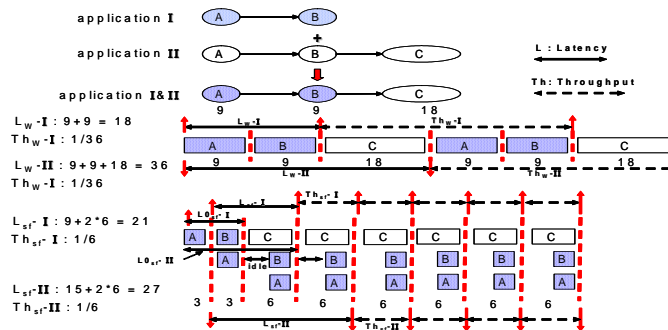 application I
A B
+
application II
A B C
L : Latency
Th: Throughput
application I&II
A B C
9 9 18
L_W-I: 9+9 = 18
Th_W-I : 1/36
L_W-I Th_W-I
A B C A B C
9 9 18 9 9 18
L_W-II : 9+9+18 = 36
Th_W-II : 1/36
L_W-II Th_W-II
L_sf-I Th_sf-I
L_sf-I : 9+2*6 = 21
Th_sf-I : 1/6
L0_sf-I
A B C C C C C C
A B B B B B
L0_sf-II
idle
A A A A A
L_sf-II : 15+2*6 = 27
Th_sf-II : 1/6
3 3 6 6 6 6 6 6
L_sf-II Th_sf-II